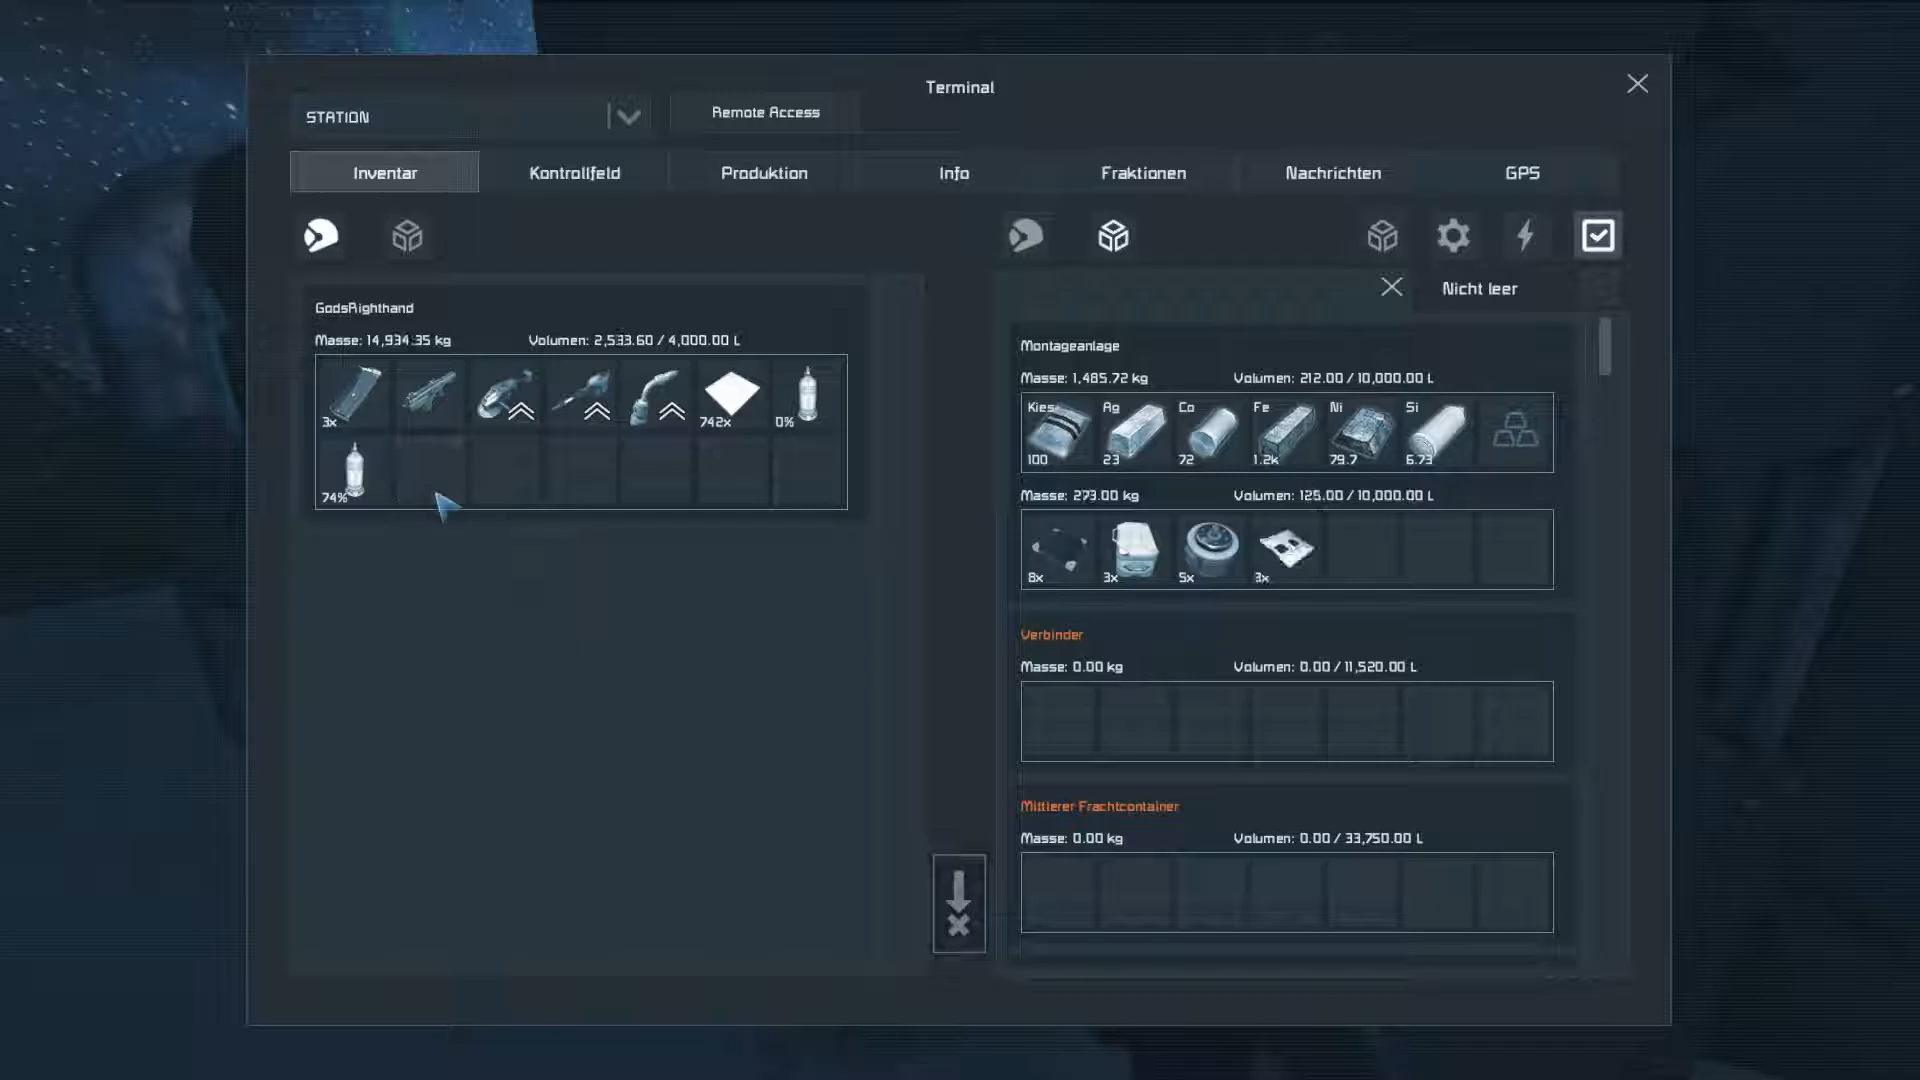 Terminal
STATION
Remote Access
Inventar
Kontrollfeld
Produktion
Info
Fraktionen
Nachrichten
GPS
Nicht leer
GodsRighthand
Masse: 14,934.35 kg
Volumen: 2,533.60 / 4,000.00 L
3x
742x
0%
74%
Montageanlage
Masse: 1,485.72 kg
Volumen: 212.00 / 10,000.00 L
Kies
Ag
Co
Fe
Ni
Si
100
23
72
1.2k
79.7
6.73
Masse: 273.00 kg
Volumen: 125.00 / 10,000.00 L
8x
3x
5x
3x
Verbinder
Masse: 0.00 kg
Volumen: 0.00 / 11,520.00 L
Mittlerer Frachtcontainer
Masse: 0.00 kg
Volumen: 0.00 / 33,750.00 L